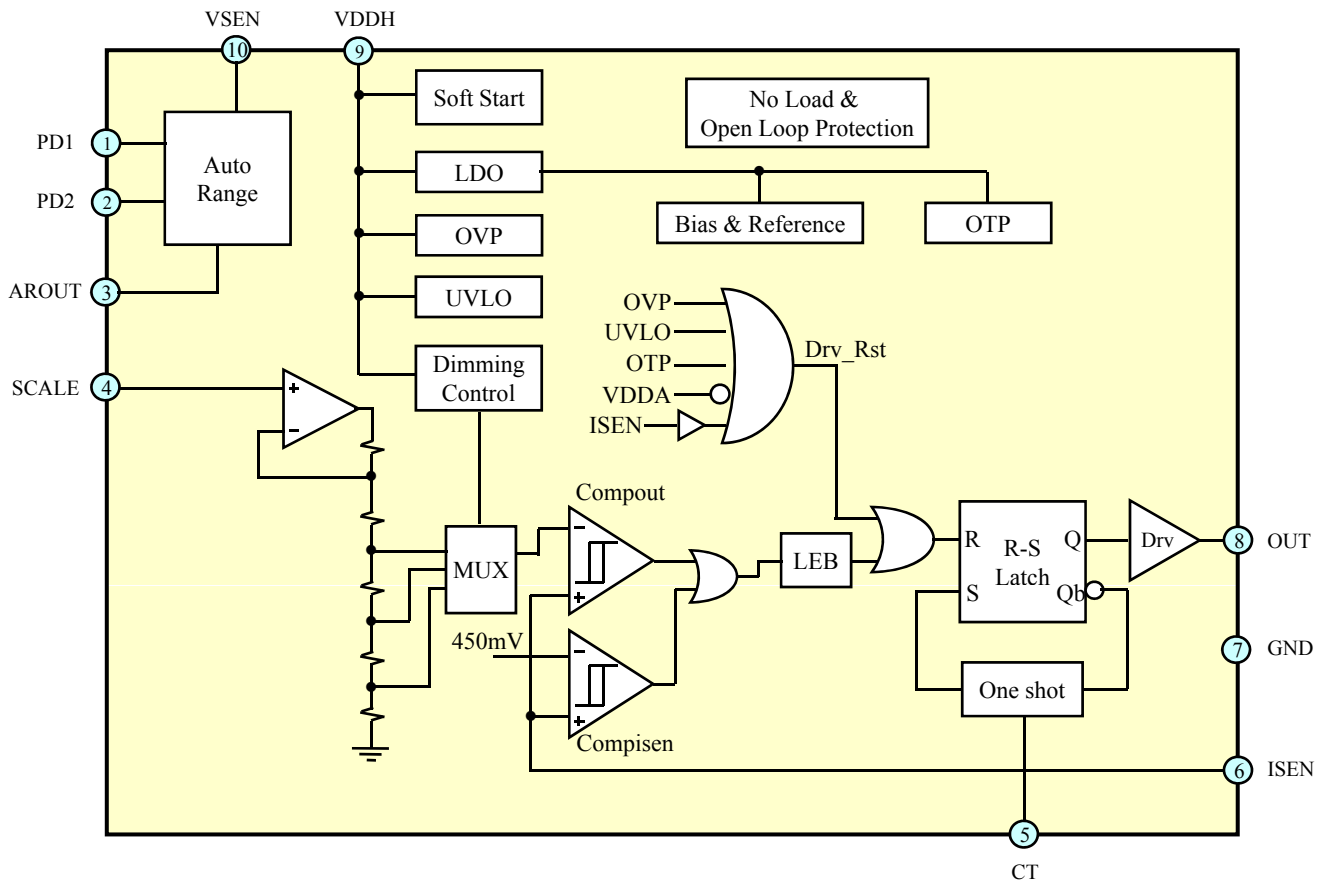 VSEN
VDDH
10
9
Soft Start
No Load &
Open Loop Protection
PD1
1
Auto
Range
LDO
PD2
2
Bias & Reference
OTP
OVP
AROUT
3
UVLO
OVP
UVLO
OTP
VDDA
ISEN
Drv_Rst
SCALE
4
+
−
Dimming
Control
Compout
−
+
MUX
LEB
R
S
R-S
Latch
Q
Qb
Drv
8
OUT
450mV
−
+
Compisen
7
GND
One shot
6
ISEN
5
CT